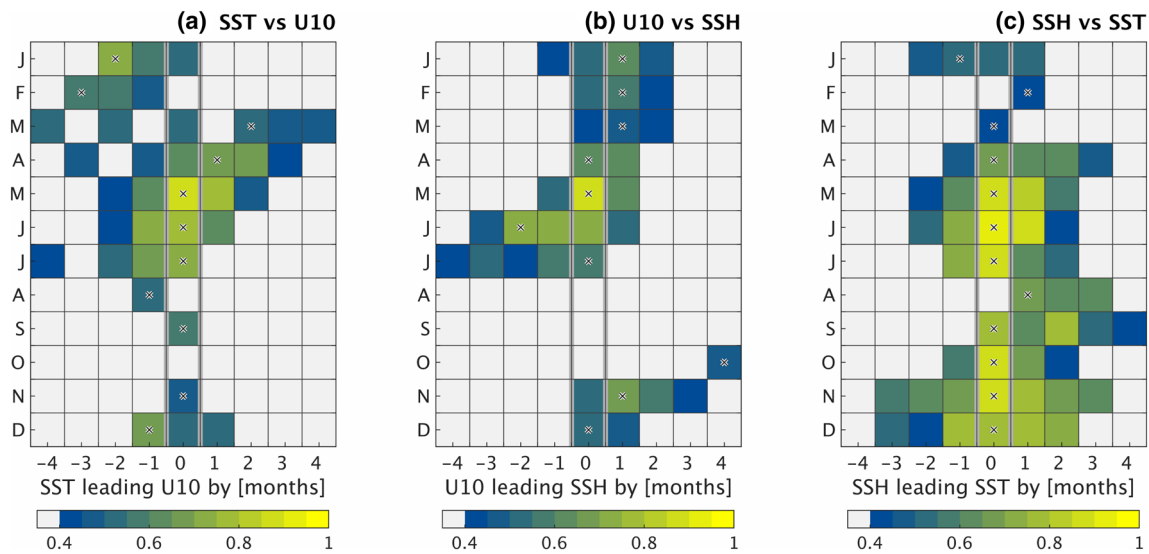 (a) SST vs U10
J
F
M
A
M
J
J
A
S
O
N
D
-4 -3 -2 -1 0 1 2 3 4
SST leading U10 by [months]
0.4 0.6 0.8 1
(b) U10 vs SSH
J
F
M
A
M
J
J
A
S
O
N
D
-4 -3 -2 -1 0 1 2 3 4
U10 leading SSH by [months]
0.4 0.6 0.8 1
(c) SSH vs SST
J
F
M
A
M
J
J
A
S
O
N
D
-4 -3 -2 -1 0 1 2 3 4
SSH leading SST by [months]
0.4 0.6 0.8 1